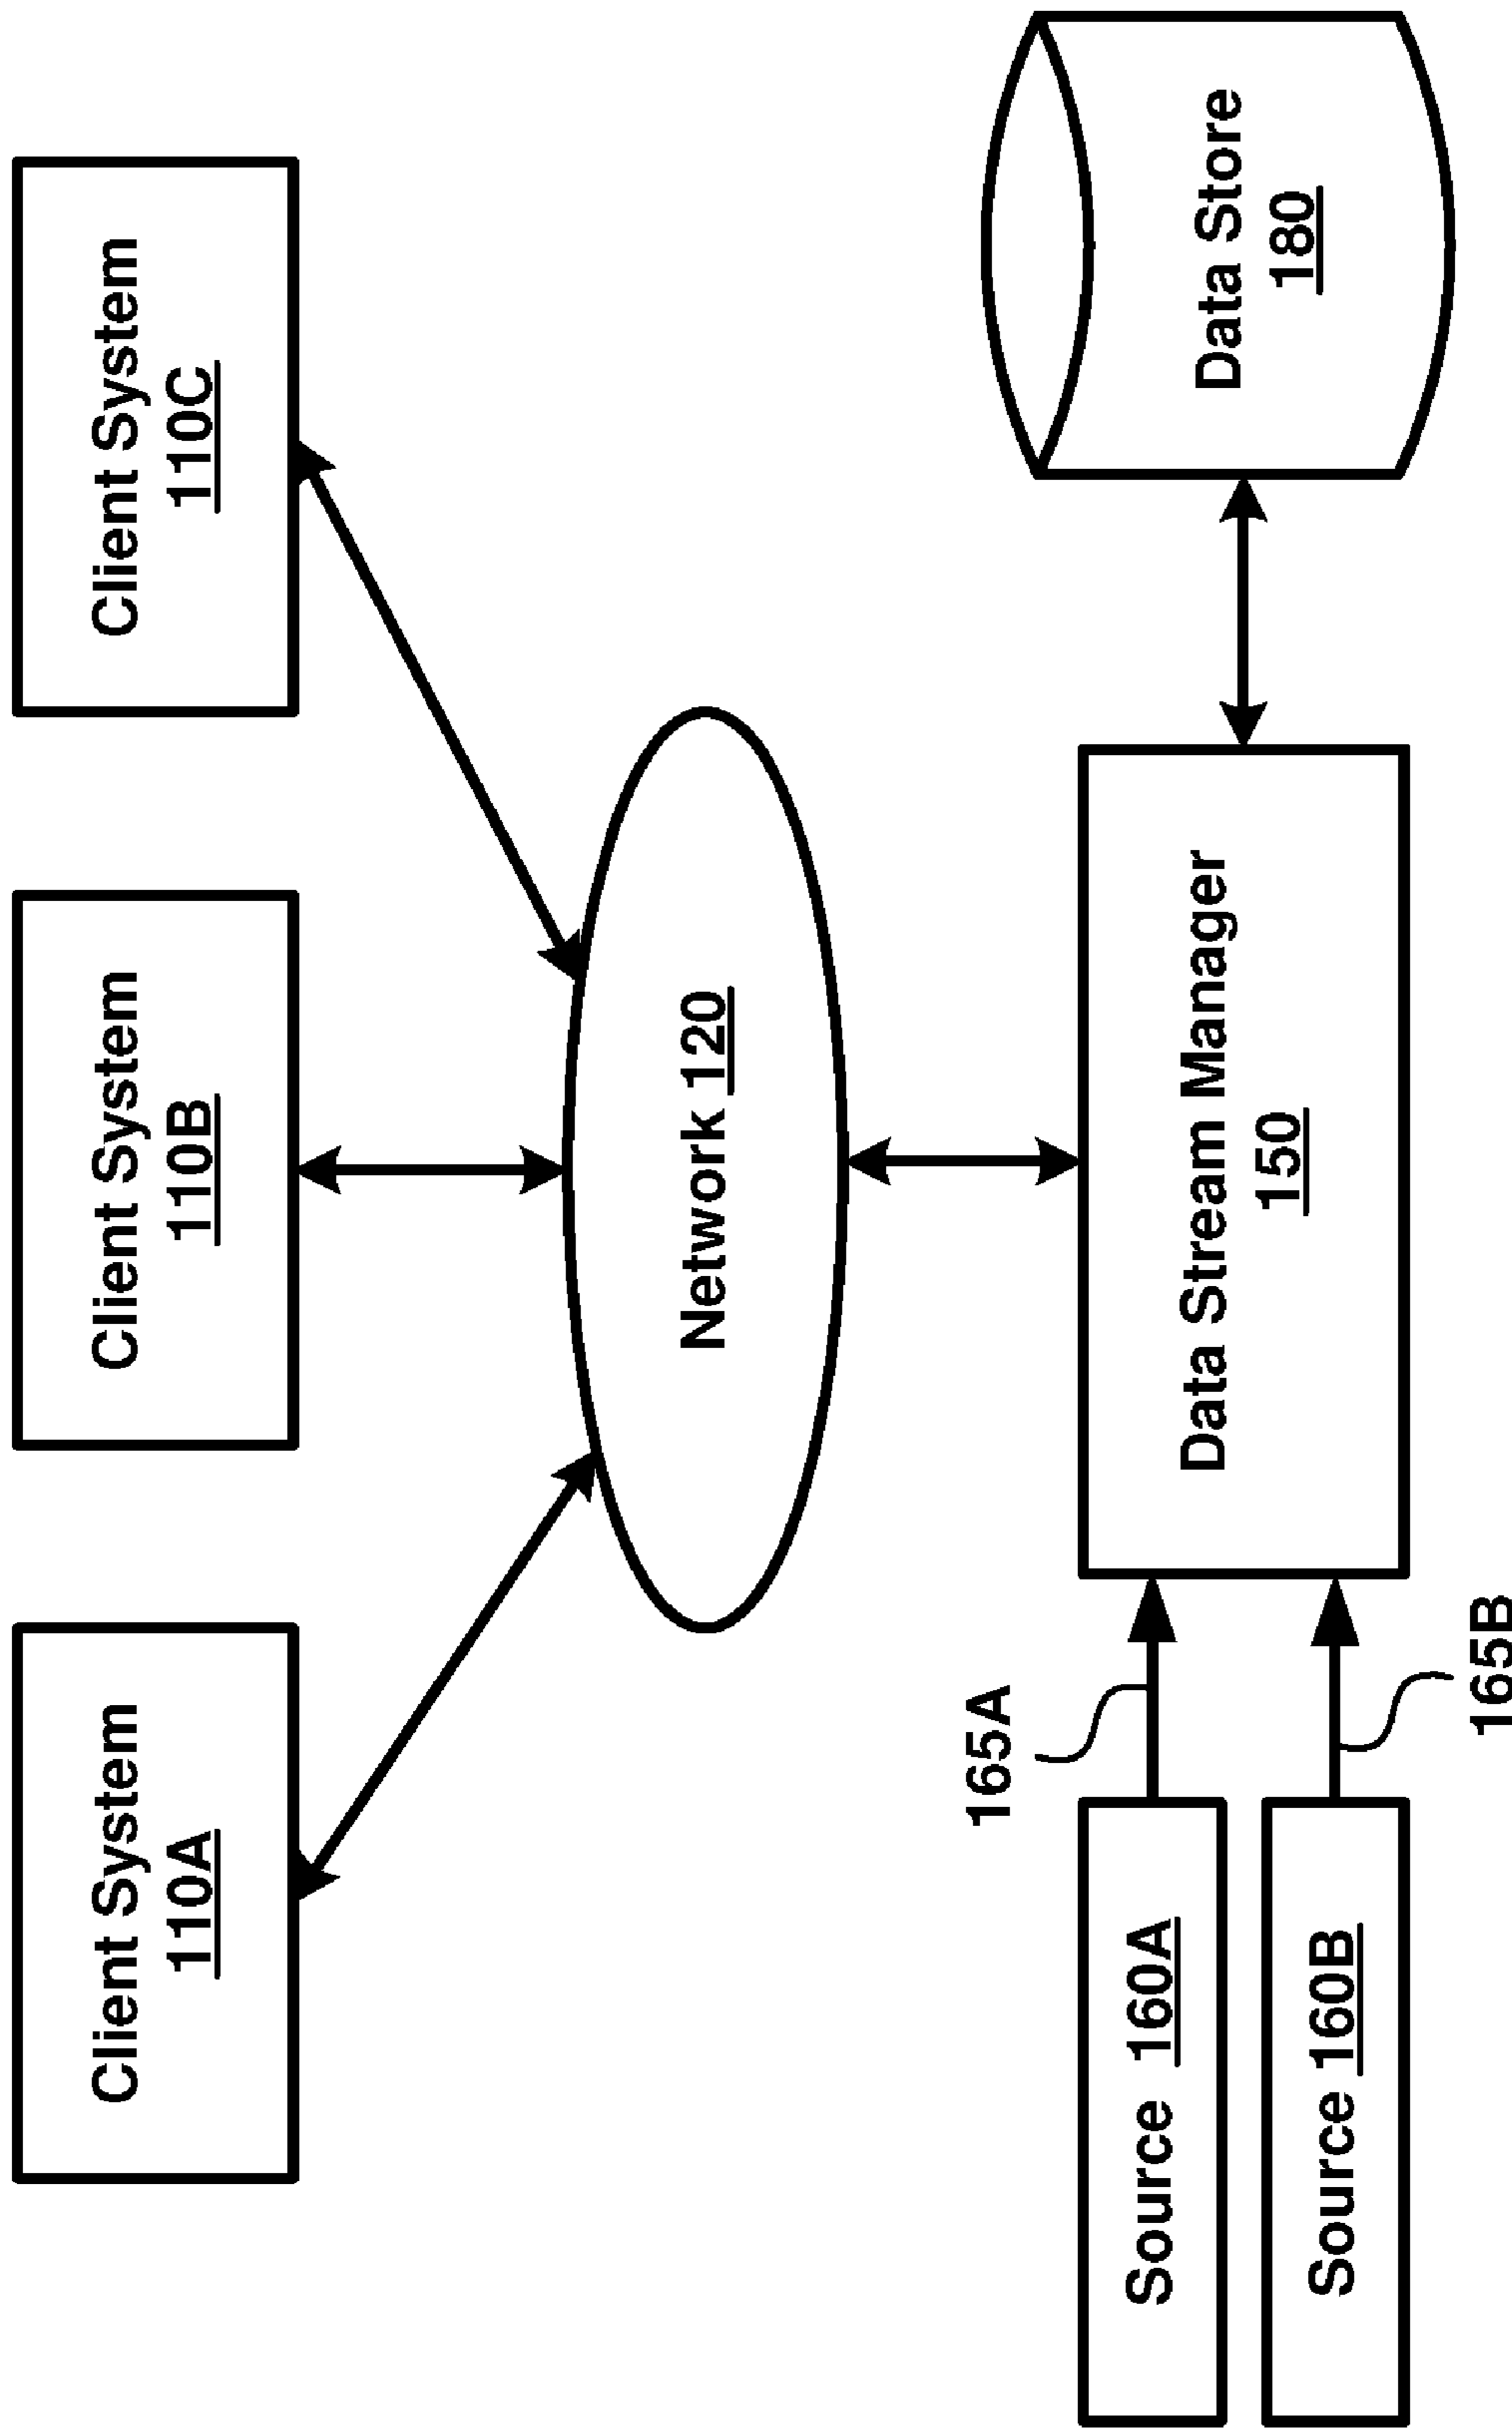 Client System
110A
Client System
110B
Client System
110C
Network 120
165A
Source 160A
Source 160B
165B
Data Stream Manager
150
Data Store
180